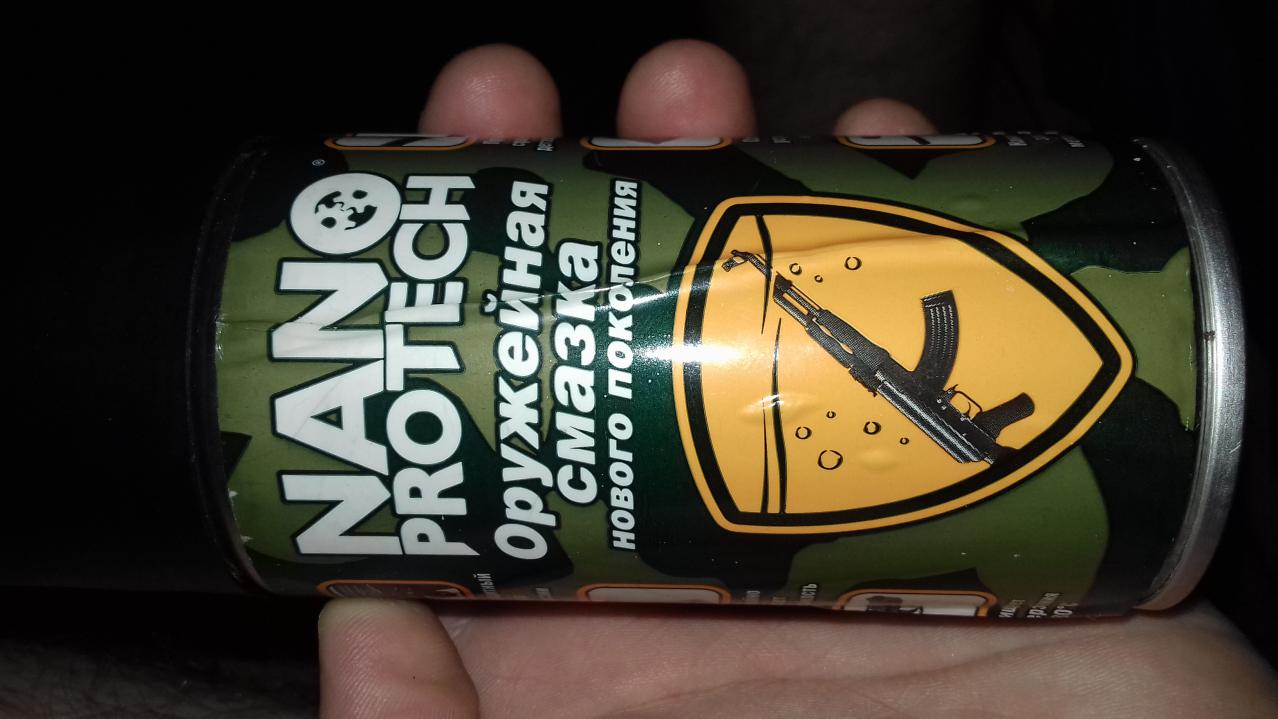 NANO
PROTECH
®
Оружейная
смазка
нового поколения